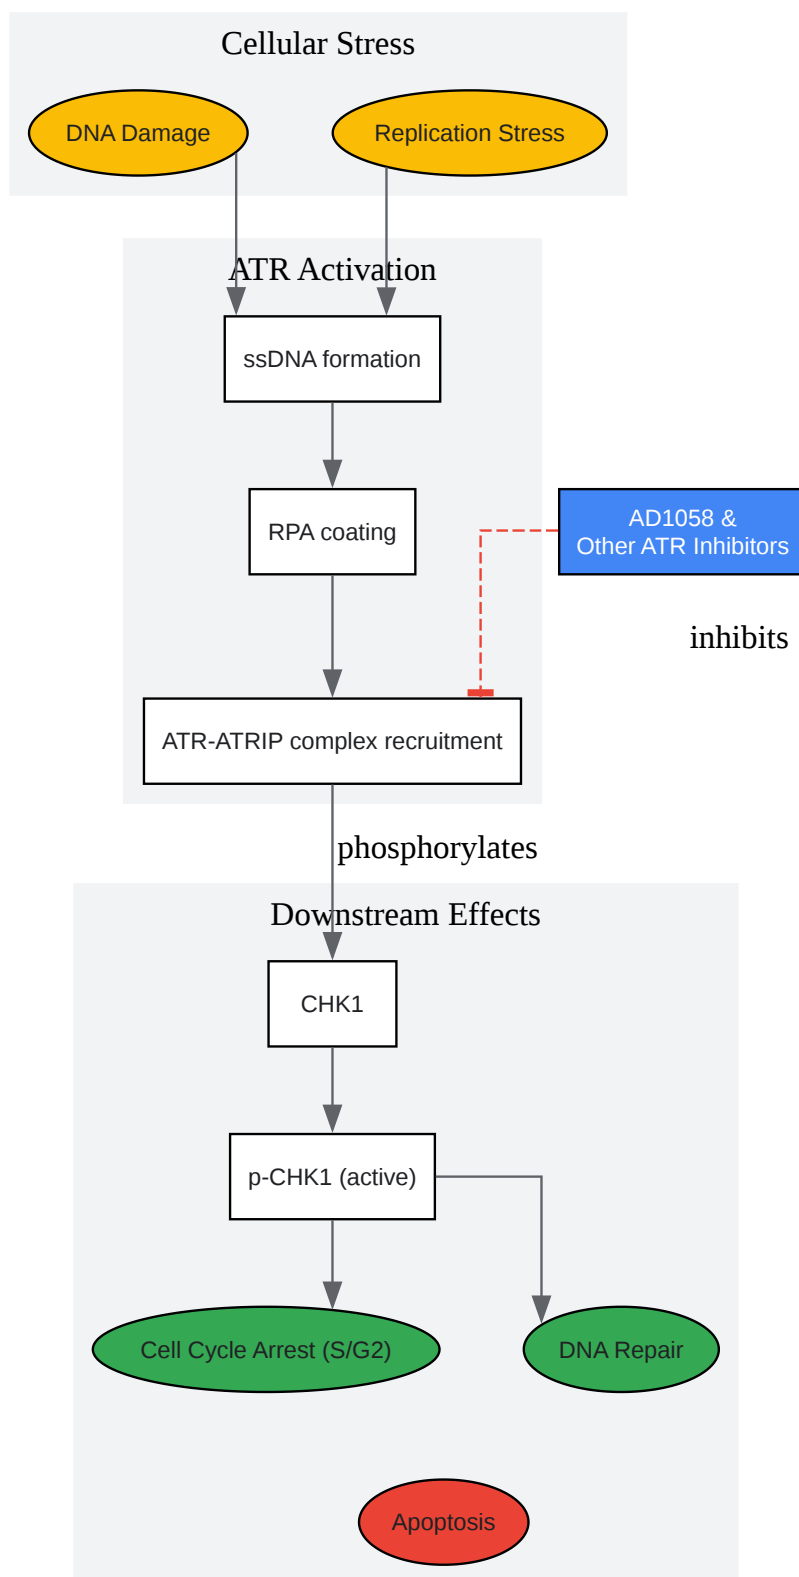 Cellular Stress
DNA Damage
Replication Stress
ATR Activation
ssDNA formation
RPA coating
AD1058 &
Other ATR Inhibitors
inhibits
ATR-ATRIP complex recruitment
phosphorylates
Downstream Effects
CHK1
p-CHK1 (active)
Cell Cycle Arrest (S/G2)
DNA Repair
Apoptosis